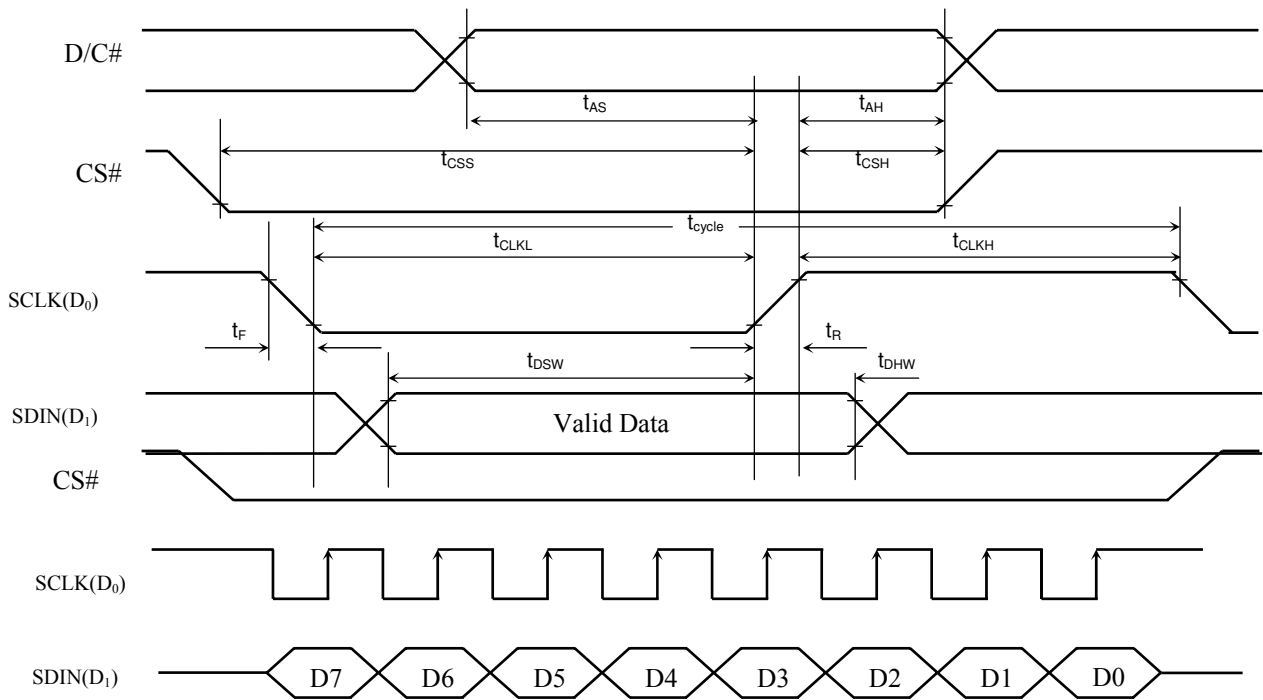 D/C#
tAS
tAH
CS#
tCSS
tCSH
tcycle
tCLKL
tCLKH
SCLK(D0)
tF
tR
tDSW
tDHW
SDIN(D1)
Valid Data
CS#
SCLK(D0)
SDIN(D1)
D7 D6 D5 D4 D3 D2 D1 D0